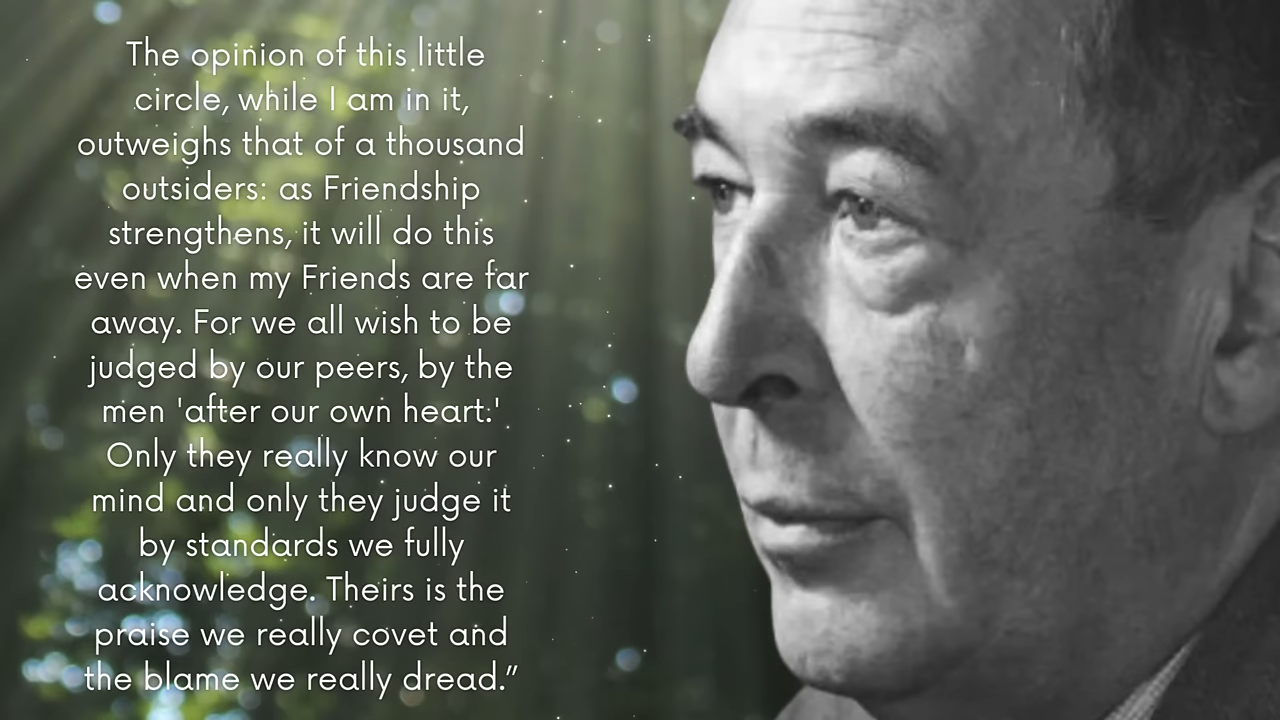 The opinion of this little
circle, while I am in it,
outweighs that of a thousand
outsiders: as Friendship
strengthens, it will do this
even when my Friends are far
away. For we all wish to be
judged by our peers, by the
men 'after our own heart.'
Only they really know our
mind and only they judge it
by standards we fully
acknowledge. Theirs is the
praise we really covet and
the blame we really dread.”